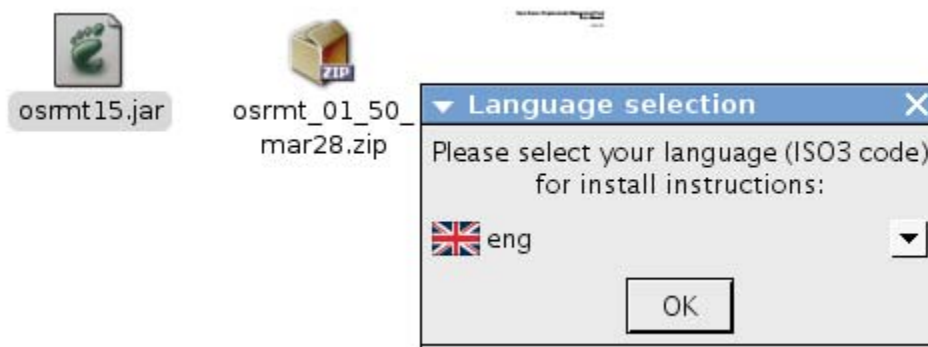 osrmt15.jar
ZIP
osrmt_01_50_
mar28.zip
Language selection
Please select your language (ISO3 code)
for install instructions:
eng
OK